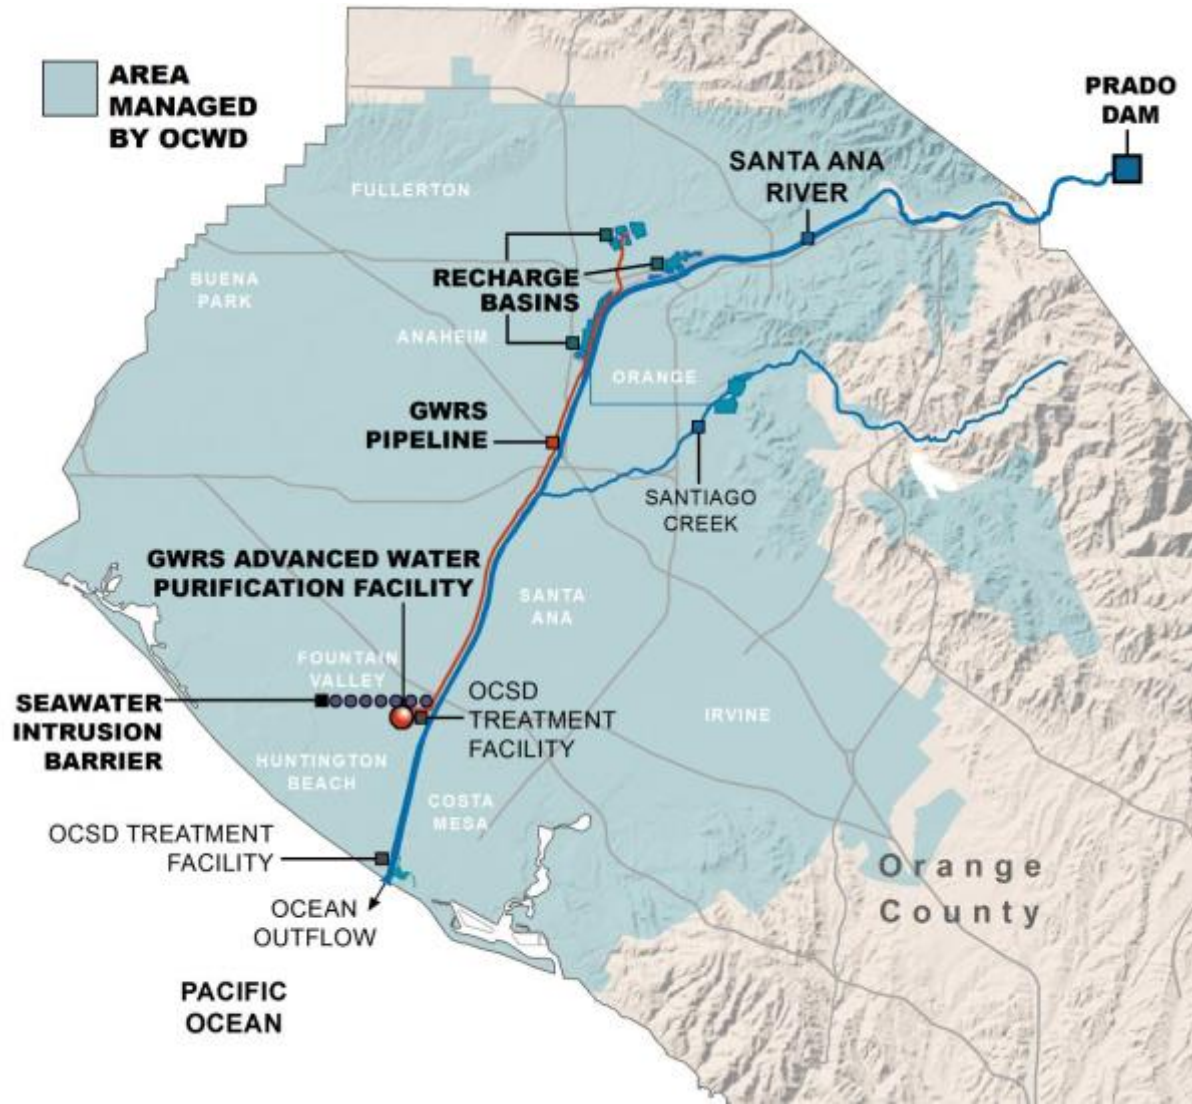 AREA
MANAGED
BY OCWD
PRADO
DAM
SANTA ANA
RIVER
FULLERTON
RECHARGE
BASINS
BUENA
PARK
ANAHEIM
ORANGE
GWRS
PIPELINE
SANTIAGO
CREEK
GWRS ADVANCED WATER
PURIFICATION FACILITY
SANTA
ANA
FOUNTAIN
VALLEY
SEAWATER
INTRUSION
BARRIER
OCSD
TREATMENT
FACILITY
IRVINE
HUNTINGTON
BEACH
COSTA
MESA
OCSD TREATMENT
FACILITY
Orange
County
OCEAN
OUTFLOW
PACIFIC
OCEAN